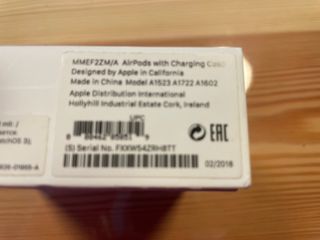 MMEF2ZM/A AirPods with Charging Case
Designed by Apple in California
Made in China Model A1523 A1722 A1602
Apple Distribution International
Hollyhill Industrial Estate Cork, Ireland
UPC
EAC
(S) Serial No.
02/2018